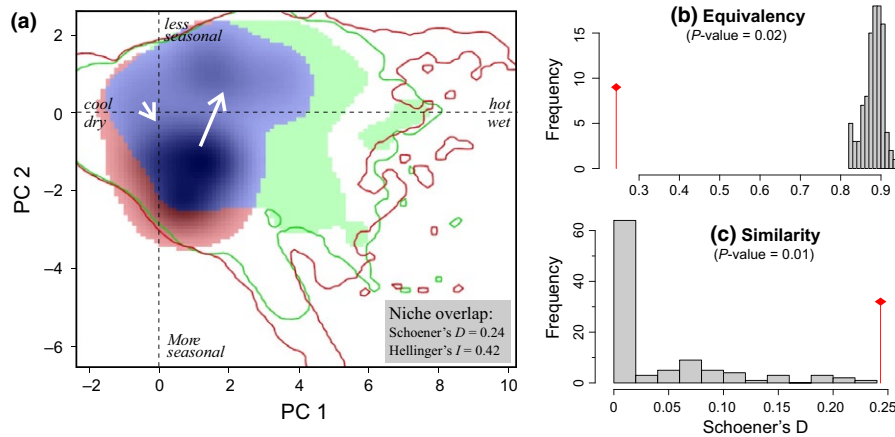 (a)
2
0
−2
−4
−6
PC 2
less
seasonal
cool
dry
hot
wet
More
seasonal
Niche overlap:
Schoener's D = 0.24
Hellinger's I = 0.42
−2
0
2
4
6
8
10
PC 1
(b) Equivalency
(P-value = 0.02)
15
10
5
0
Frequency
0.3
0.4
0.5
0.6
0.7
0.8
0.9
(c) Similarity
(P-value = 0.01)
60
40
20
0
Frequency
0
0.05
0.10
0.15
0.20
0.25
Schoener's D